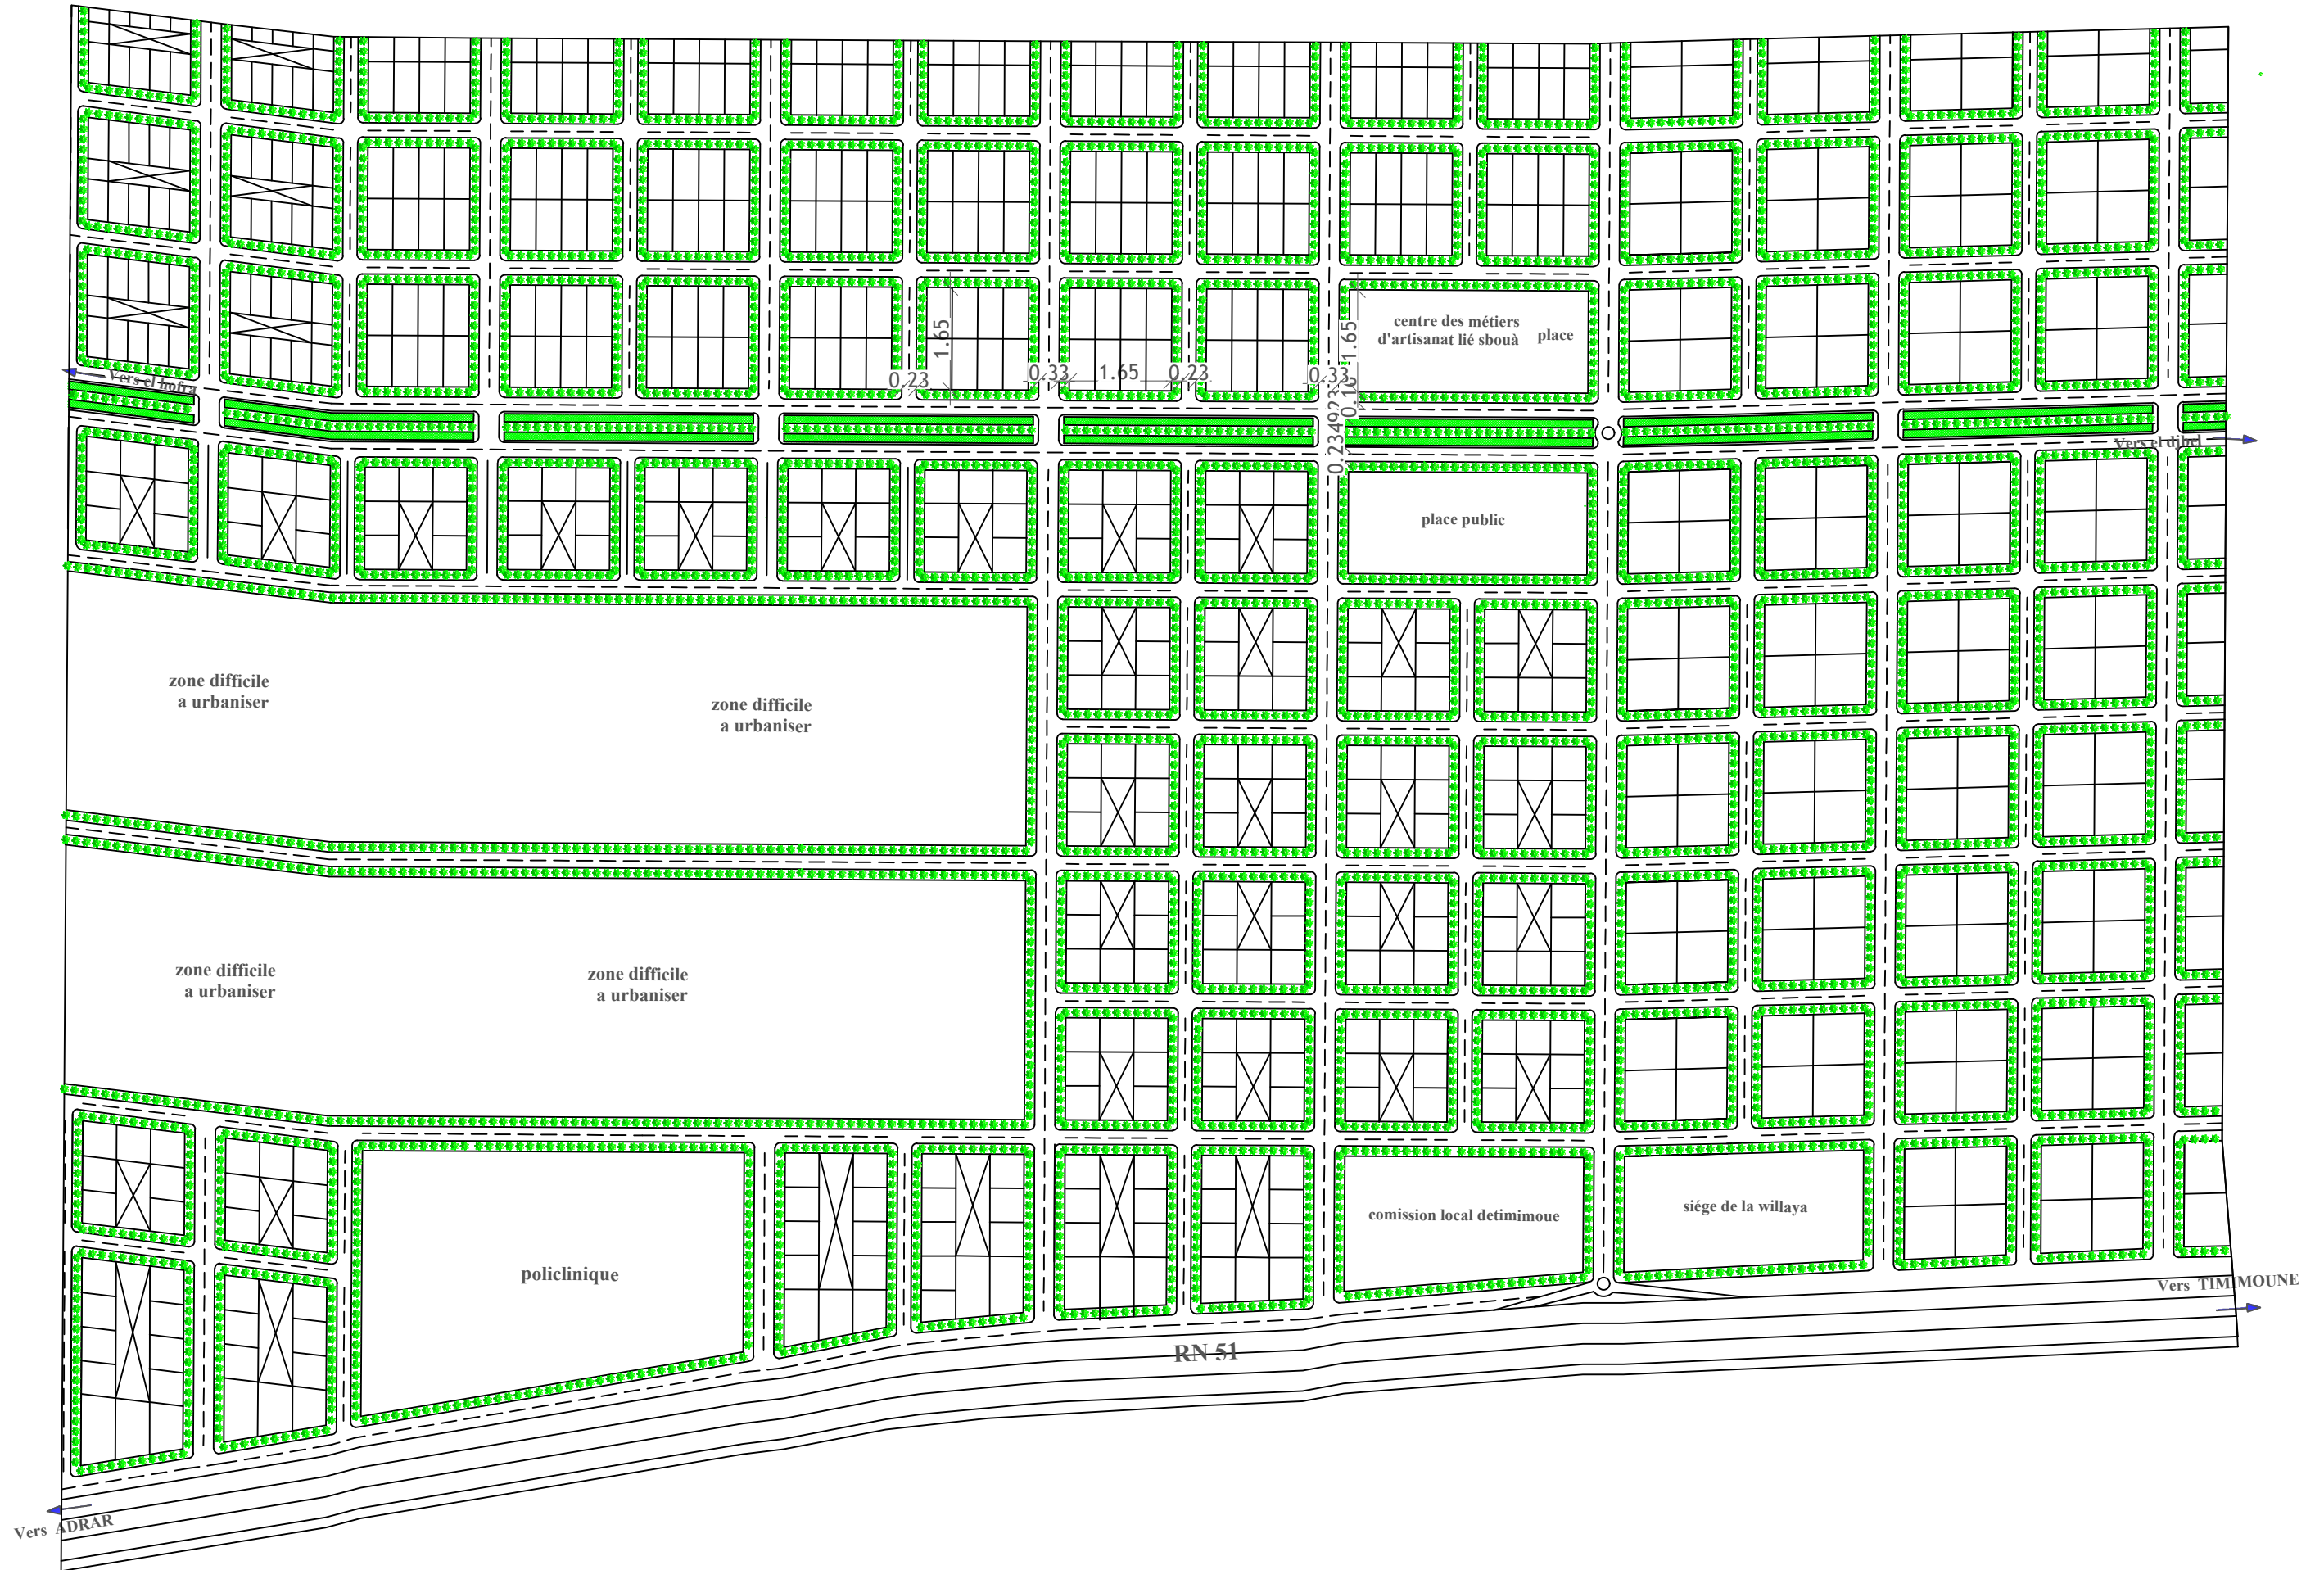 centre des métiers
d'artisanat lié sbouà
place
1.65
1.65
0.23
0.33
1.65
0.23
0.33
Vers el hofra
Vers el djbel
place public
zone difficile
a urbaniser
zone difficile
a urbaniser
zone difficile
a urbaniser
zone difficile
a urbaniser
comission local detimimoue
siége de la willaya
policlinique
Vers TIMIMOUNE
RN 51
Vers ADRAR